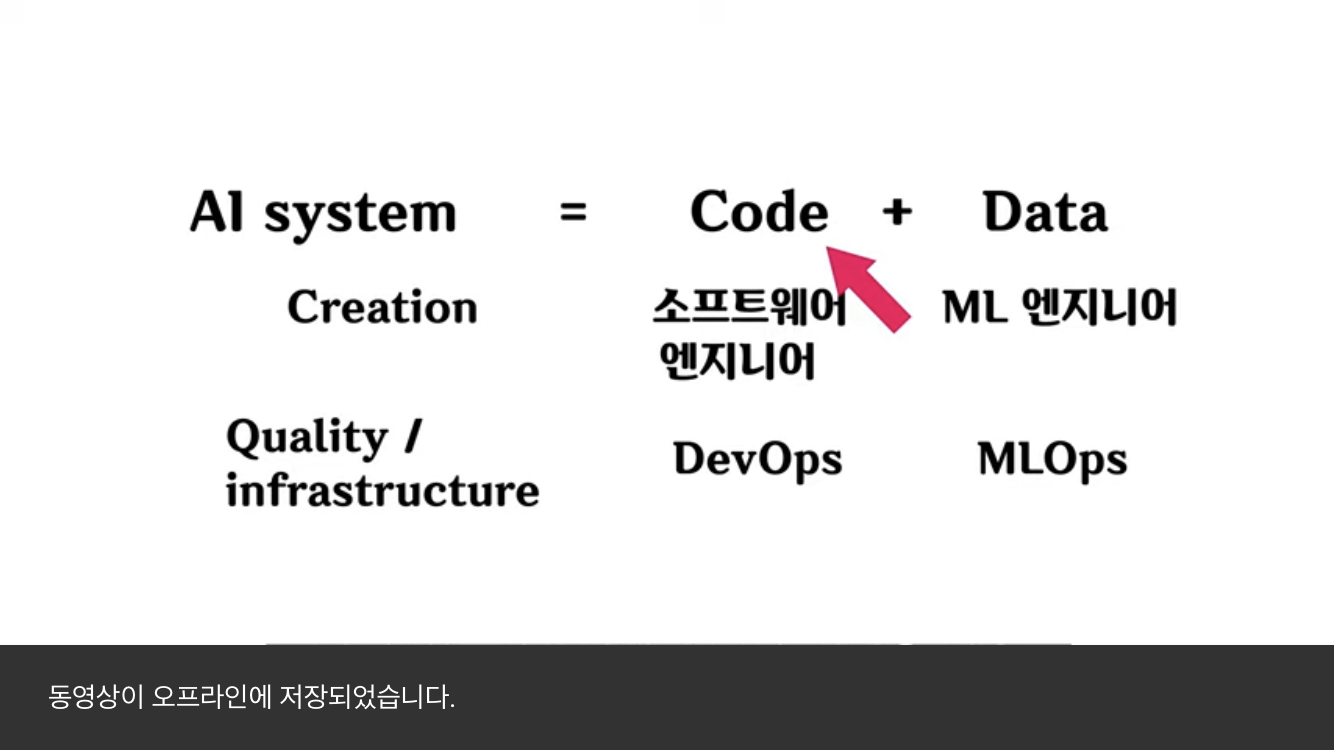 AI system = Code + Data
Creation 소프트웨어 ML 엔지니어
엔지니어
Quality /
infrastructure DevOps MLOps
동영상이 오프라인에 저장되었습니다.